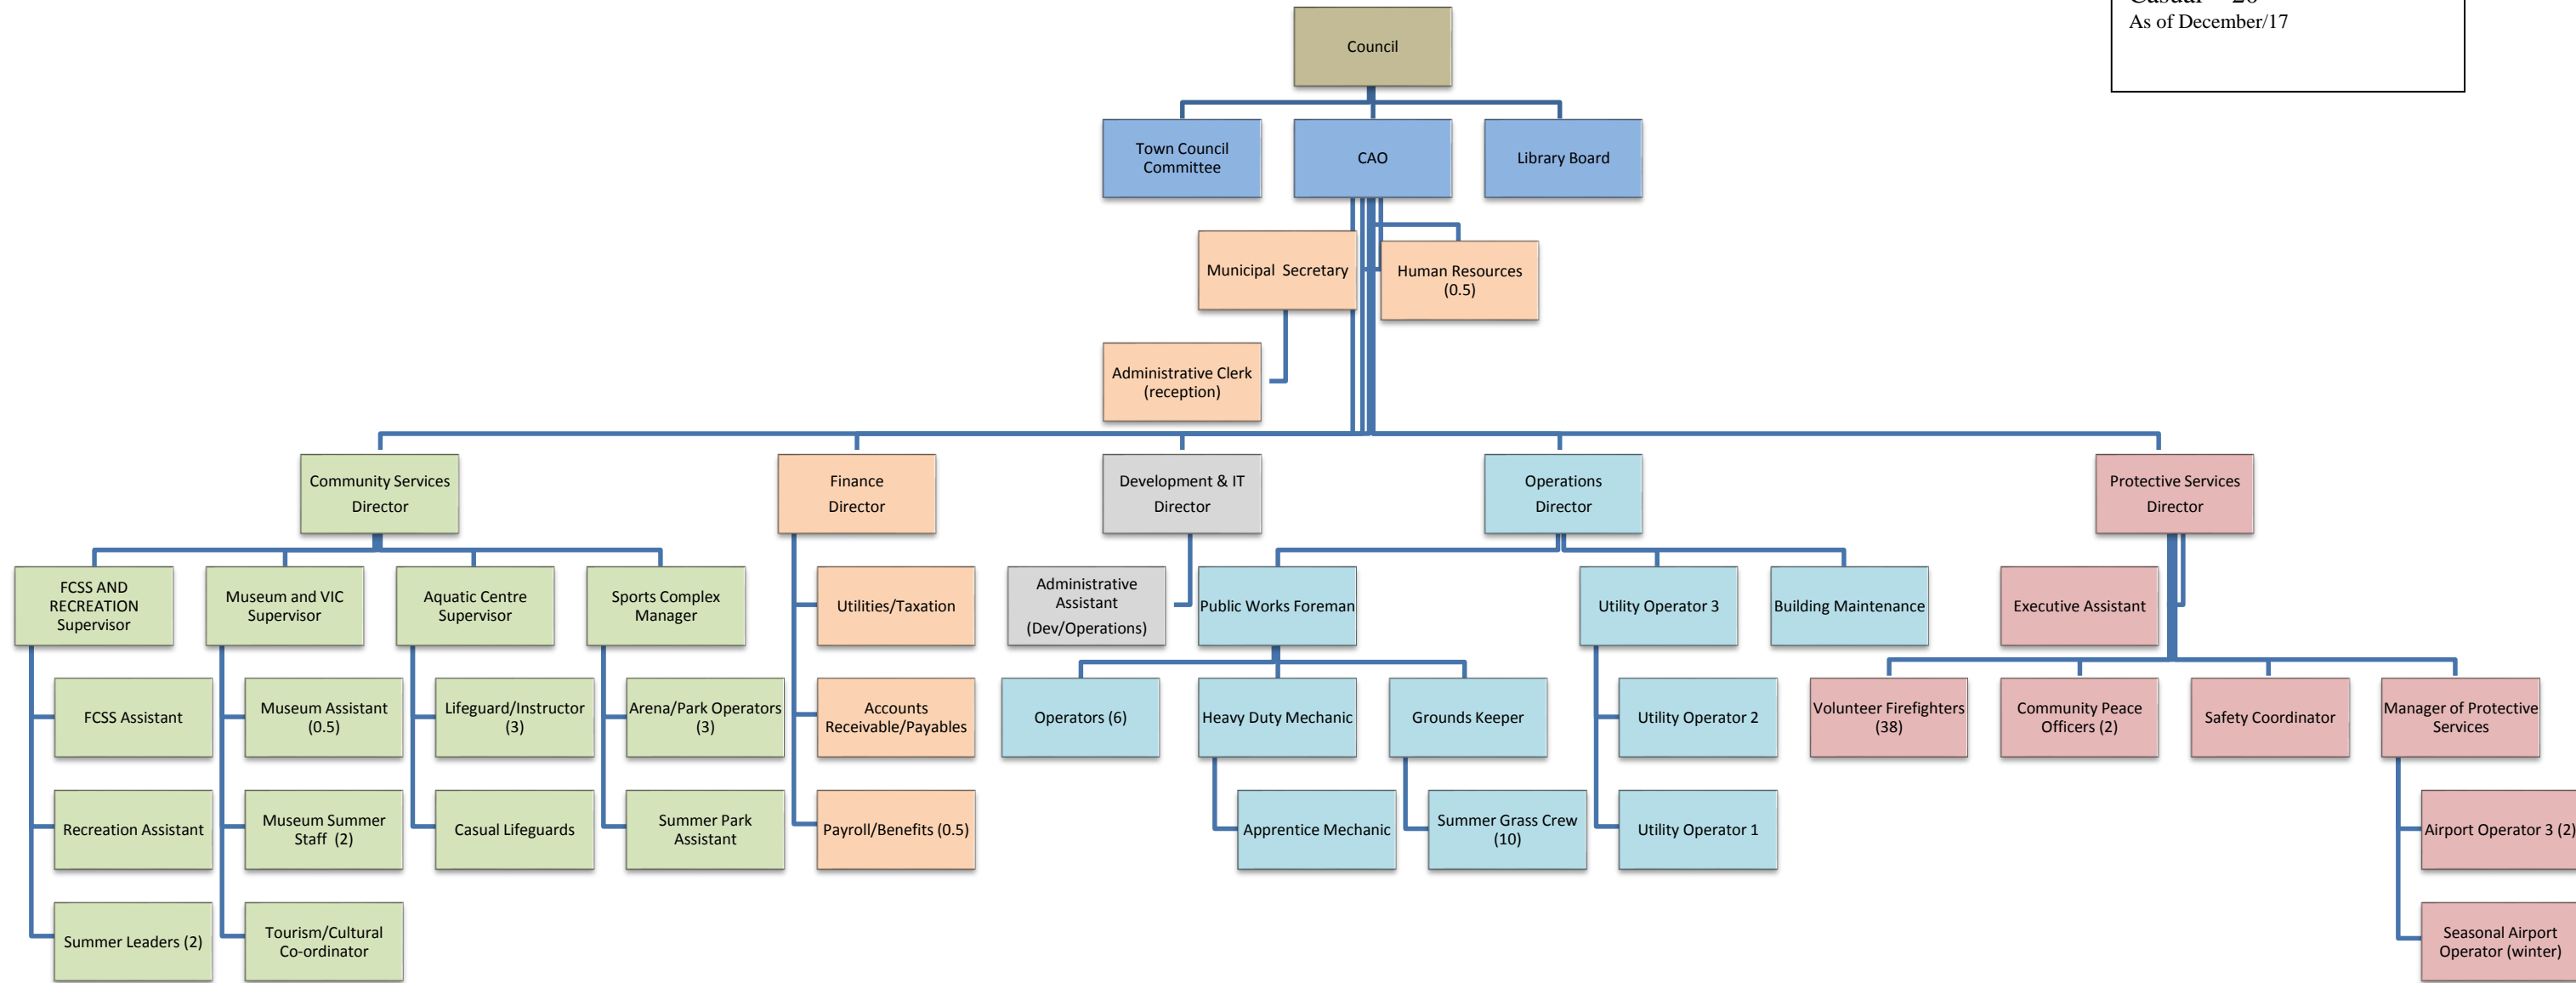 Casual – 20
As of December/17
Council
Town Council
Committee
CAO
Library Board
Municipal Secretary
Human Resources
(0.5)
Administrative Clerk
(reception)
Community Services
Director
Finance
Director
Development & IT
Director
Operations
Director
Protective Services
Director
FCSS AND
RECREATION
Supervisor
Museum and VIC
Supervisor
Aquatic Centre
Supervisor
Sports Complex
Manager
Utilities/Taxation
Administrative
Assistant
(Dev/Operations)
Public Works Foreman
Utility Operator 3
Building Maintenance
Executive Assistant
FCSS Assistant
Museum Assistant
(0.5)
Lifeguard/Instructor
(3)
Arena/Park Operators
(3)
Accounts
Receivable/Payables
Operators (6)
Heavy Duty Mechanic
Grounds Keeper
Utility Operator 2
Volunteer Firefighters
(38)
Community Peace
Officers (2)
Safety Coordinator
Manager of Protective
Services
Recreation Assistant
Museum Summer
Staff (2)
Casual Lifeguards
Summer Park
Assistant
Payroll/Benefits (0.5)
Apprentice Mechanic
Summer Grass Crew
(10)
Utility Operator 1
Airport Operator 3 (2)
Summer Leaders (2)
Tourism/Cultural
Co-ordinator
Seasonal Airport
Operator (winter)